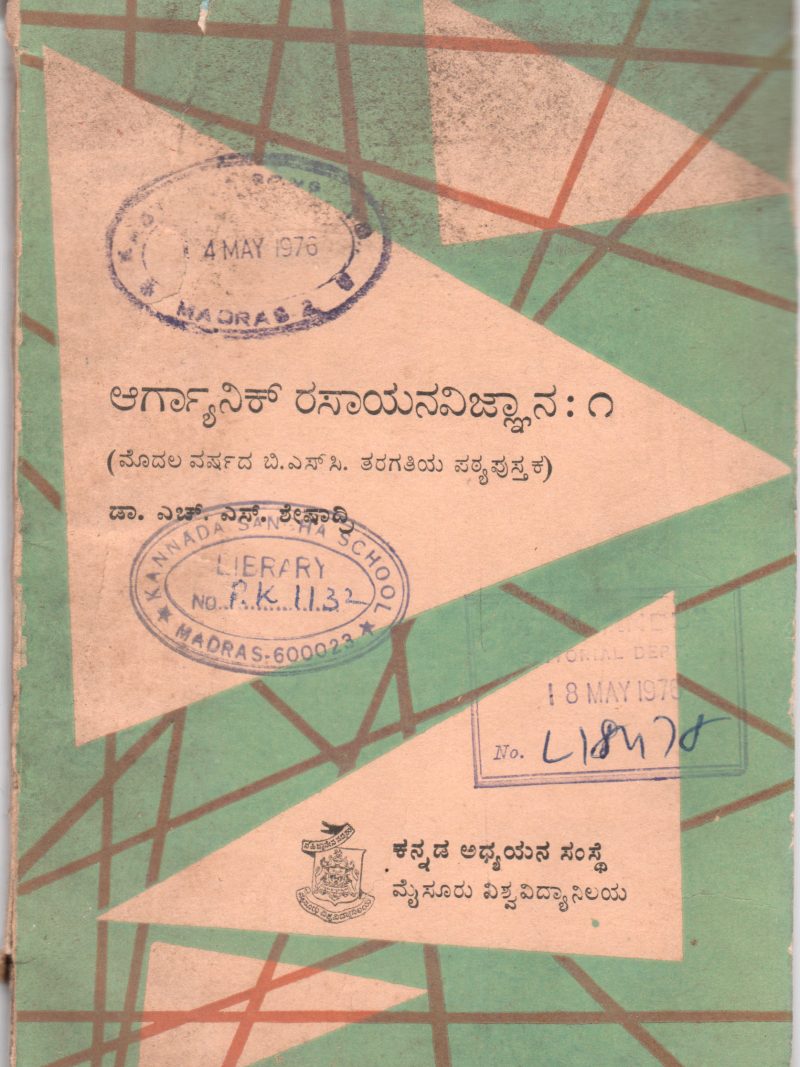 4 MAY 1976
MADRAS 2
ಆರ್ಗ್ಯಾನಿಕ್ ರಸಾಯನವಿಜ್ಞಾನ : ೧
(ಮೊದಲ ವರ್ಷದ ಬಿ.ಎಸ್‌ಸಿ. ತರಗತಿಯ ಪಠ್ಯಪುಸ್ತಕ)
ಡಾ. ಎಚ್. ಎಸ್. ಶೇಷಾದ್ರಿ
KANNADA SANGHA SCHOOL
LIBRARY
NO. P.K 1132
MADRAS-600023
18 MAY 1976
No.
ಕನ್ನಡ ಅಧ್ಯಯನ ಸಂಸ್ಥೆ
ಮೈಸೂರು ವಿಶ್ವವಿದ್ಯಾನಿಲಯ